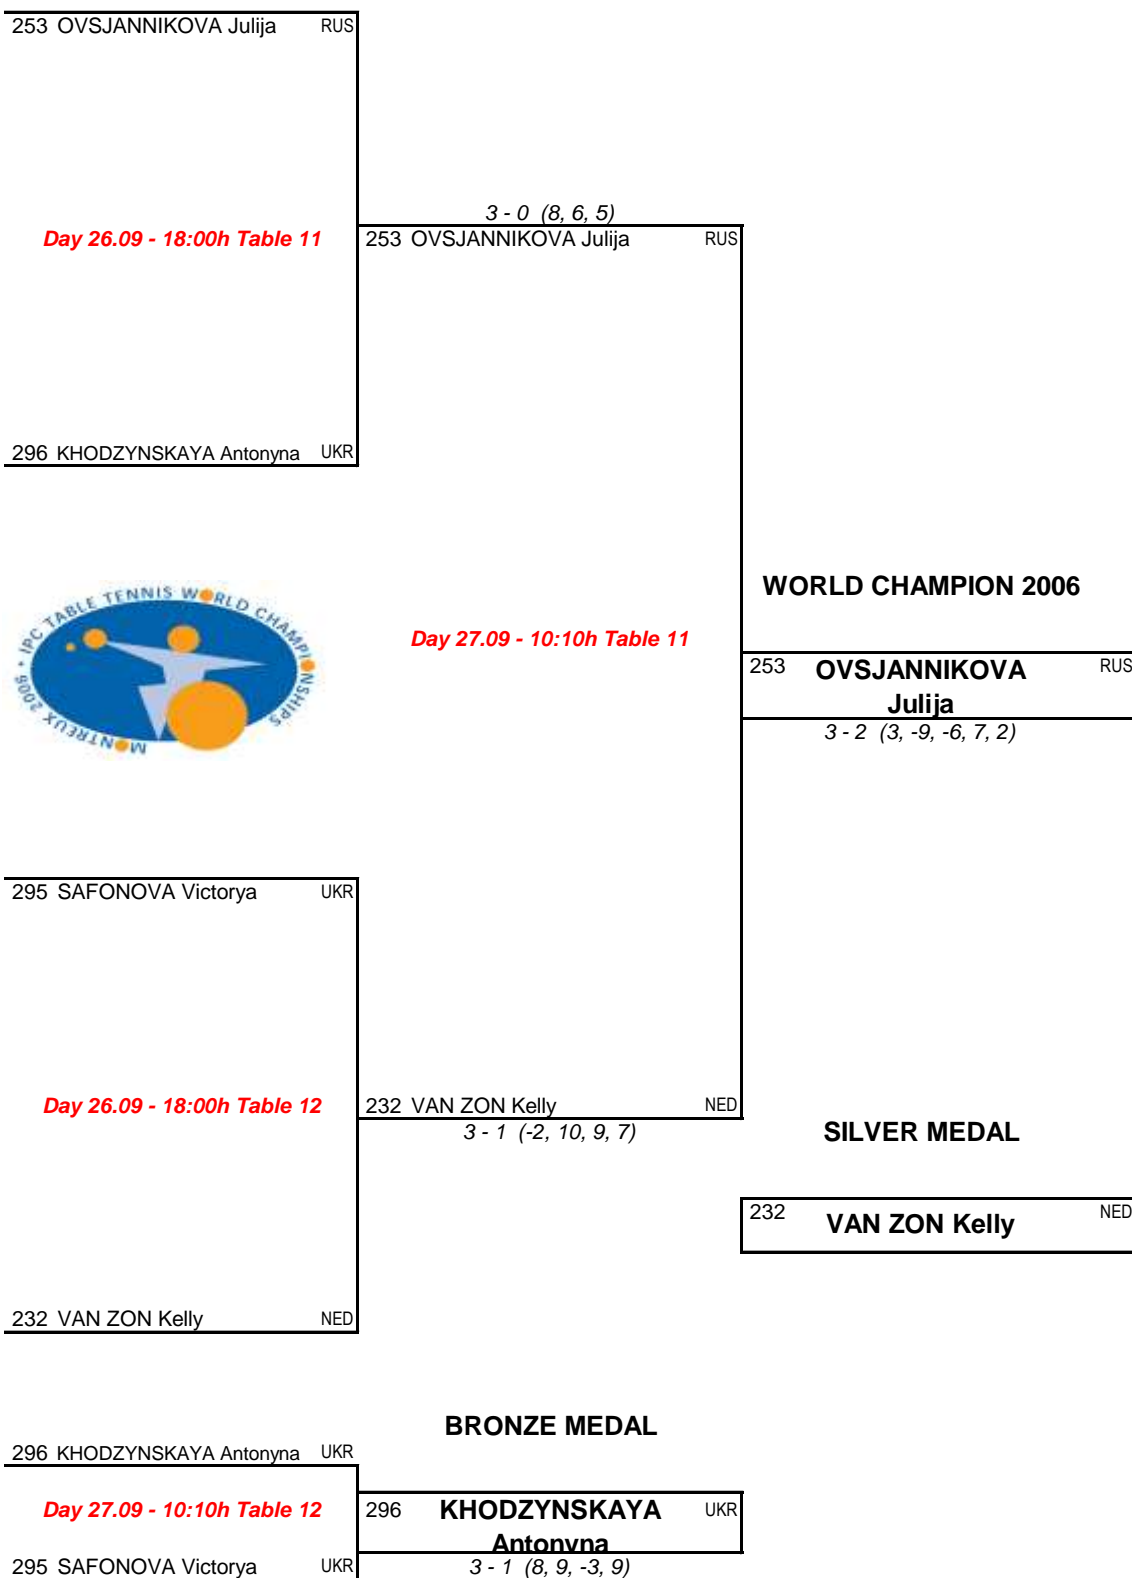 253 OVSJANNIKOVA Julija RUS
3 - 0 (8, 6, 5)
Day 26.09 - 18:00h Table 11
253 OVSJANNIKOVA Julija RUS
296 KHODZYNSKAYA Antonyna UKR
IPC TABLE TENNIS WORLD CHAMPIONSHIPS
MONTREUX 2006
WORLD CHAMPION 2006
Day 27.09 - 10:10h Table 11
253 OVSJANNIKOVA RUS
Julija
3 - 2 (3, -9, -6, 7, 2)
295 SAFONOVA Victorya UKR
Day 26.09 - 18:00h Table 12
232 VAN ZON Kelly NED
3 - 1 (-2, 10, 9, 7)
SILVER MEDAL
232 VAN ZON Kelly NED
232 VAN ZON Kelly NED
BRONZE MEDAL
296 KHODZYNSKAYA Antonyna UKR
Day 27.09 - 10:10h Table 12
296 KHODZYNSKAYA UKR
Antonyna
295 SAFONOVA Victorya UKR
3 - 1 (8, 9, -3, 9)